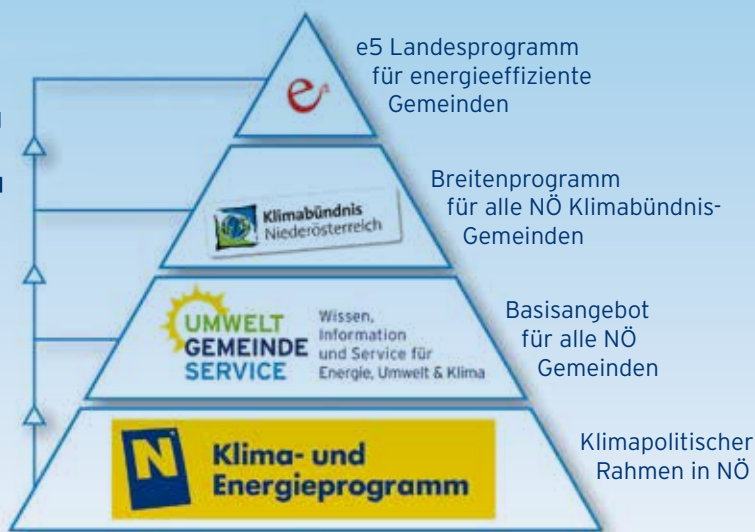 e5 Landesprogramm
für energieeffiziente
Gemeinden
e5
Breitenprogramm
für alle NÖ Klimabündnis-
Gemeinden
Klimabündnis
Niederösterreich
Basisangebot
für alle NÖ
Gemeinden
UMWELT
GEMEINDE
SERVICE
Wissen,
Information
und Service für
Energie, Umwelt & Klima
Klimapolitischer
Rahmen in NÖ
N
Klima- und
Energieprogramm